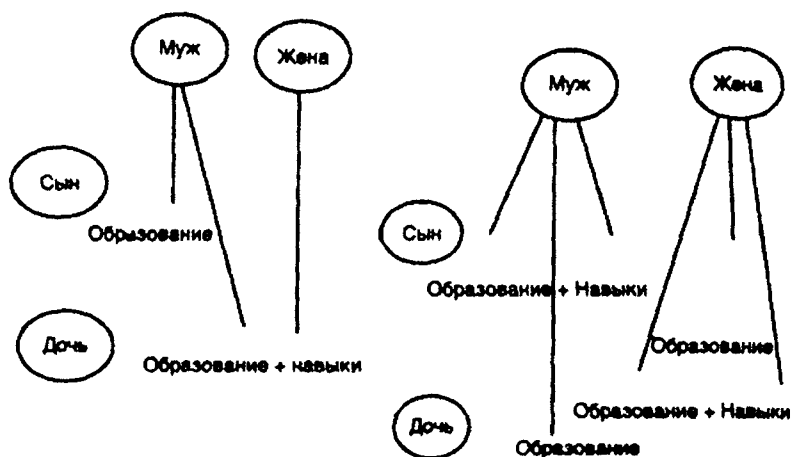 Муж
Жена
Сын
Образование
Дочь
Образование + навыки
Муж
Жена
Сын
Образование + Навыки
Образование
Образование + Навыки
Дочь
Образование